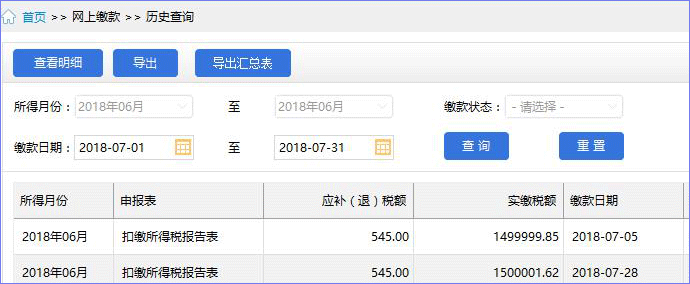 首页 >> 网上缴款 >> 历史查询
查看明细 导出 导出汇总表
所得月份： 2018年06月 至 2018年06月 缴款状态： - 请选择 -
缴款日期： 2018-07-01 至 2018-07-31 查 询 重 置
所得月份 申报表 应补（退）税额 实缴税额 缴款日期
2018年06月 扣缴所得税报告表 545.00 1499999.85 2018-07-05
2018年06月 扣缴所得税报告表 545.00 1500001.62 2018-07-28